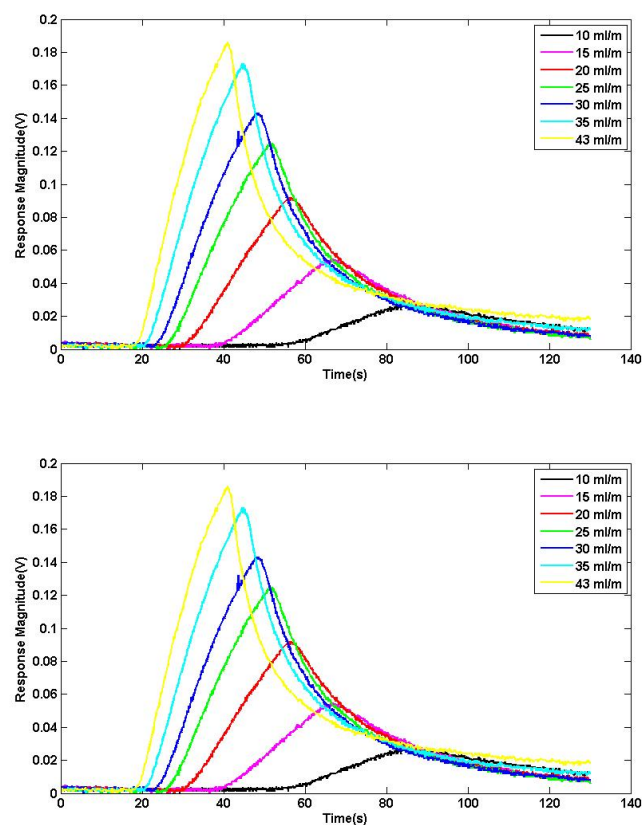 0.2
0.18
0.16
0.14
0.12
0.1
0.08
0.06
0.04
0.02
0
Response Magnitude(V)
0 20 40 60 80 100 120 140
Time(s)
10 ml/m
15 ml/m
20 ml/m
25 ml/m
30 ml/m
35 ml/m
43 ml/m
0.2
0.18
0.16
0.14
0.12
0.1
0.08
0.06
0.04
0.02
0
Response Magnitude(V)
0 20 40 60 80 100 120 140
Time(s)
10 ml/m
15 ml/m
20 ml/m
25 ml/m
30 ml/m
35 ml/m
43 ml/m